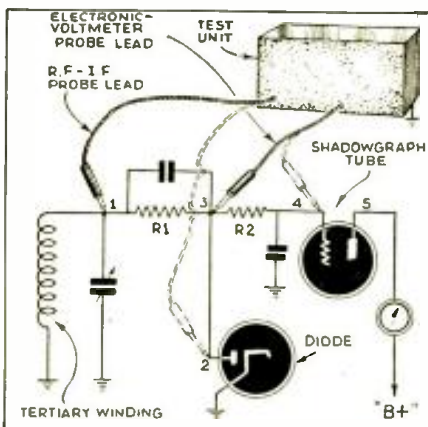 ELECTRONIC-
VOLTMETER
PROBE LEAD
TEST
UNIT
R.F.-I.F.
PROBE LEAD
SHADOWGRAPH
TUBE
1
R1
3
R2
4
5
2
DIODE
TERTIARY WINDING
"B+"